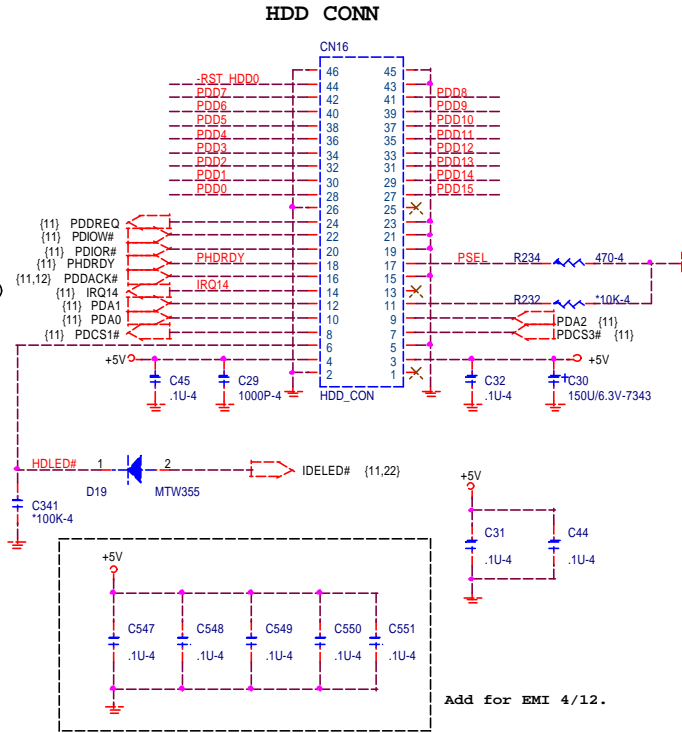 HDD CONN
CN16
46 45
-RST_HDD0 44 43
PDD7 42 41 PDD8
PDD6 40 39 PDD9
PDD5 38 37 PDD10
PDD4 36 35 PDD11
PDD3 34 33 PDD12
PDD2 32 31 PDD13
PDD1 30 29 PDD14
PDD0 28 27 PDD15
26 25
{11} PDDREQ 24 23
{11} PDIOW# 22 21
{11} PDIOR# 20 19
{11} PHDRDY PHDRDY 18 17 PSEL R234 470-4
{11,12} PDDACK# 16 15
{11} IRQ14 IRQ14 14 13
{11} PDA1 12 11 R232 *10K-4
{11} PDA0 10 9 PDA2 {11}
{11} PDCS1# 8 7 PDCS3# {11}
6 5
+5V 4 3 +5V
2 1
C45 C29 C32 + C30
.1U-4 1000P-4 HDD_CON .1U-4 150U/6.3V-7343
HDLED# 1 2 IDELED# {11,22}
D19 MTW355
C341
*100K-4
+5V
C31 C44
.1U-4 .1U-4
+5V
C547 C548 C549 C550 C551
.1U-4 .1U-4 .1U-4 .1U-4 .1U-4
Add for EMI 4/12.